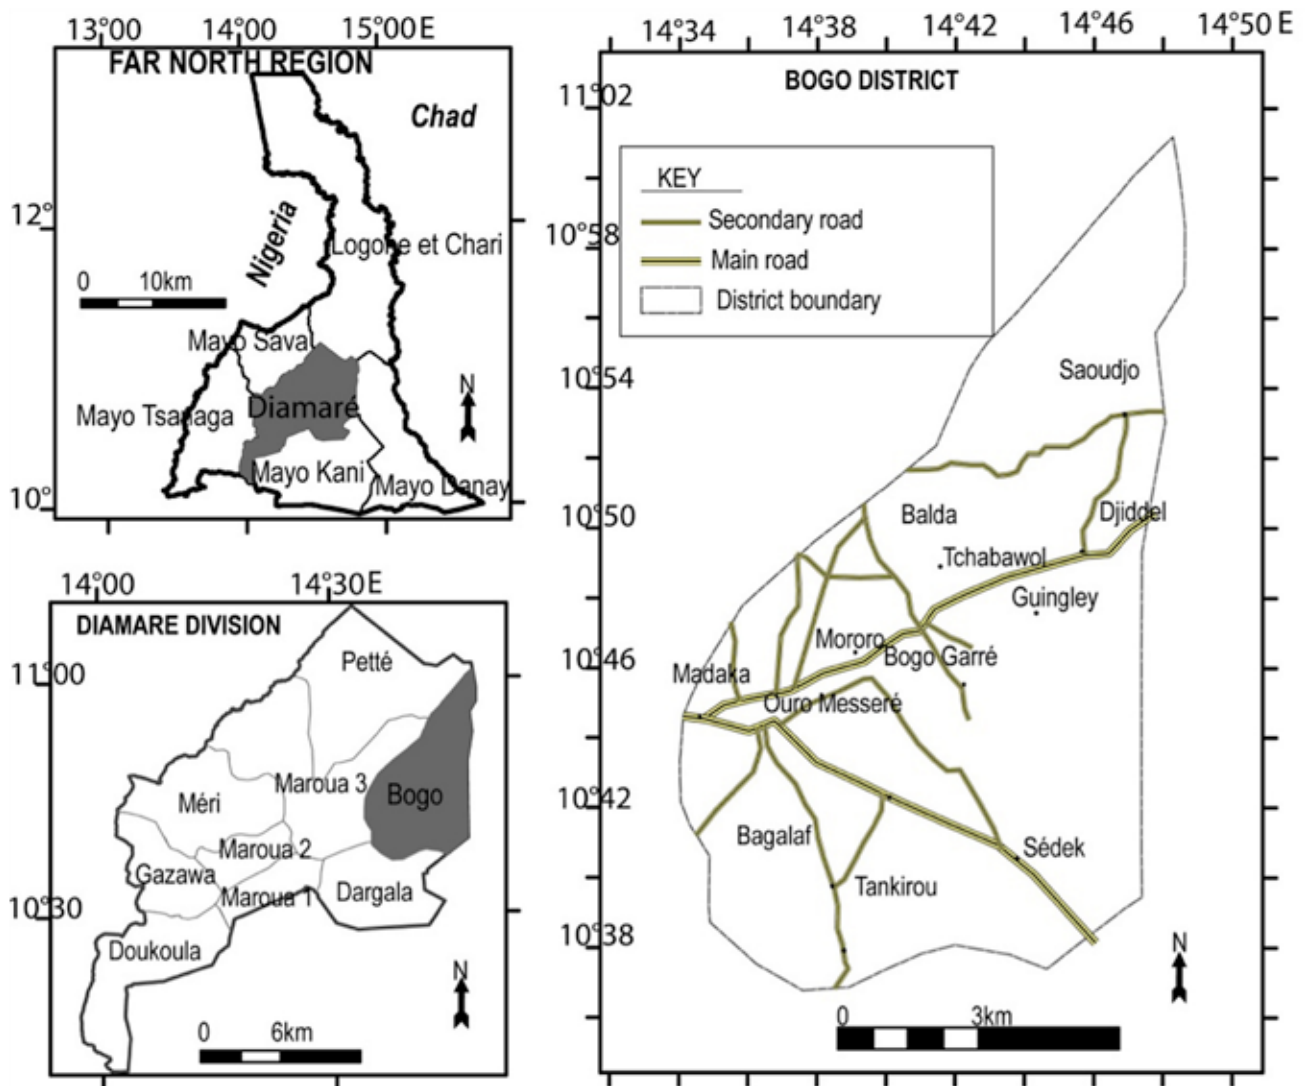 13°00 14°00 15°00 E
FAR NORTH REGION
Chad
Nigeria
12°
Logone et Chari
0 10km
Mayo Sava
N
Diamaré
Mayo Tsanaga
Mayo Kani
Mayo Danay
10°
14°00 14°30 E
DIAMARE DIVISION
Petté
11°00
Maroua 3
Bogo
Méri
Maroua 2
Gazawa
Maroua 1
Dargala
10°30
Doukoula
N
0 6km
14°34 14°38 14°42 14°46 14°50 E
BOGO DISTRICT
11°02
KEY
Secondary road
Main road
District boundary
10°58
10°54
Saoudjo
10°50
Balda
Djiddel
Tchabawol
Guingley
Mororo
10°46
Bogo Garré
Madaka
Ouro Messeré
10°42
Bagalaf
Sédek
Tankirou
10°38
N
0 3km